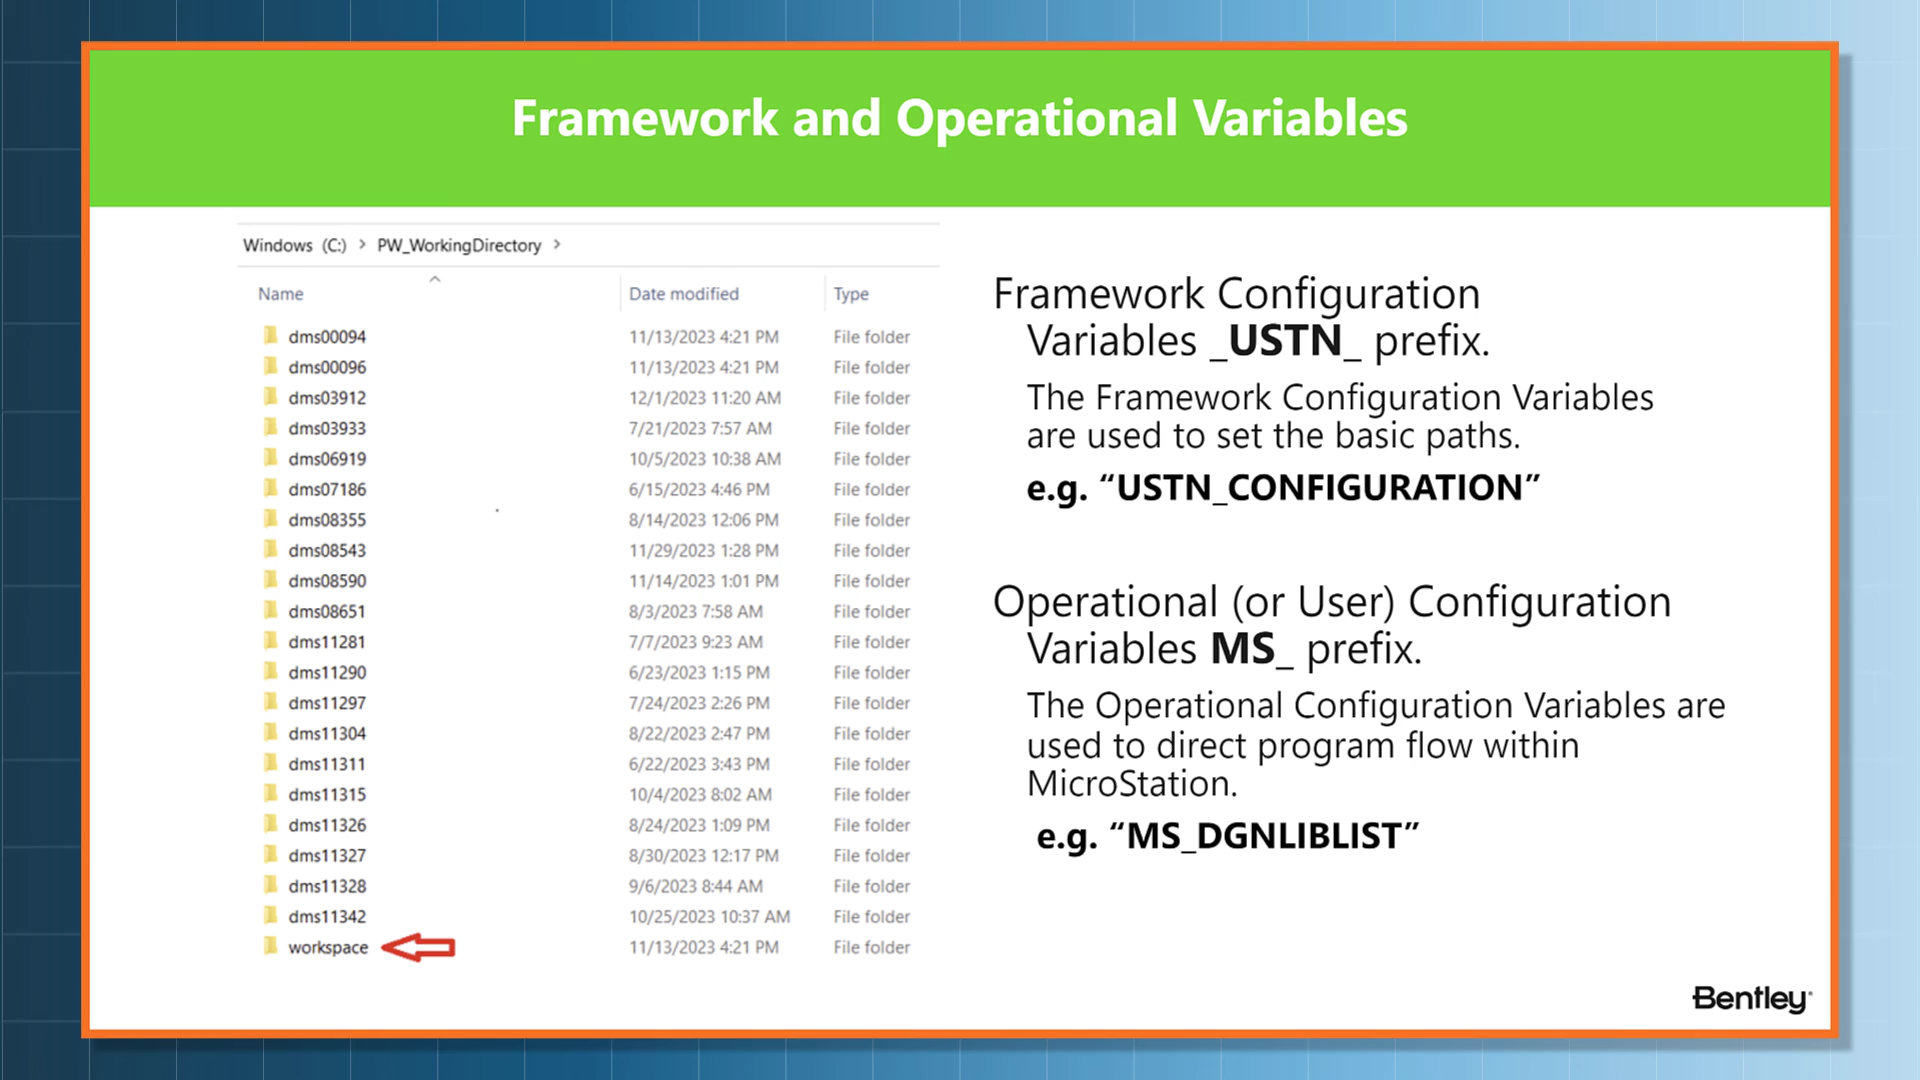 Framework and Operational Variables
Windows (C:) > PW_WorkingDirectory >
Name Date modified Type
dms00094 11/13/2023 4:21 PM File folder
dms00096 11/13/2023 4:21 PM File folder
dms03912 12/1/2023 11:20 AM File folder
dms03933 7/21/2023 7:57 AM File folder
dms06919 10/5/2023 10:38 AM File folder
dms07186 6/15/2023 4:46 PM File folder
dms08355 8/14/2023 12:06 PM File folder
dms08543 11/29/2023 1:28 PM File folder
dms08590 11/14/2023 1:01 PM File folder
dms08651 8/3/2023 7:58 AM File folder
dms11281 7/7/2023 9:23 AM File folder
dms11290 6/23/2023 1:15 PM File folder
dms11297 7/24/2023 2:26 PM File folder
dms11304 8/22/2023 2:47 PM File folder
dms11311 6/22/2023 3:43 PM File folder
dms11315 10/4/2023 8:02 AM File folder
dms11326 8/24/2023 1:09 PM File folder
dms11327 8/30/2023 12:17 PM File folder
dms11328 9/6/2023 8:44 AM File folder
dms11342 10/25/2023 10:37 AM File folder
workspace 11/13/2023 4:21 PM File folder
Framework Configuration
Variables _USTN_ prefix.
The Framework Configuration Variables
are used to set the basic paths.
e.g. “USTN_CONFIGURATION”
Operational (or User) Configuration
Variables MS_ prefix.
The Operational Configuration Variables are
used to direct program flow within
MicroStation.
e.g. “MS_DGNLIBLIST”
Bentley